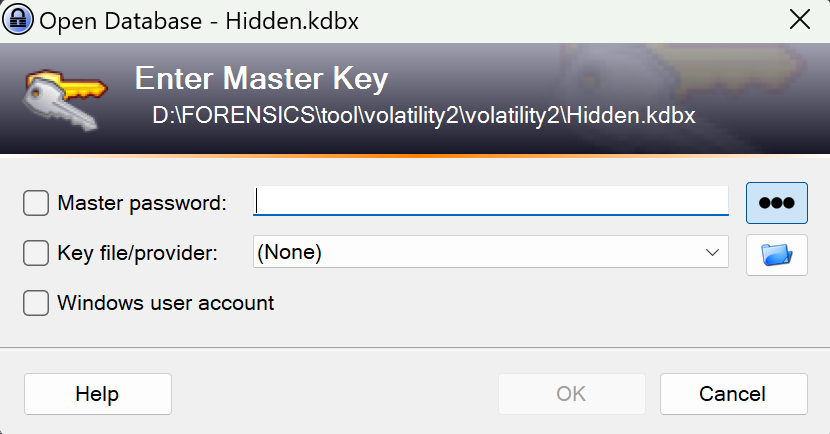 Open Database - Hidden.kdbx
Enter Master Key
D:\FORENSICS\tool\volatility2\volatility2\Hidden.kdbx
Master password:
Key file/provider: (None)
Windows user account
Help OK Cancel